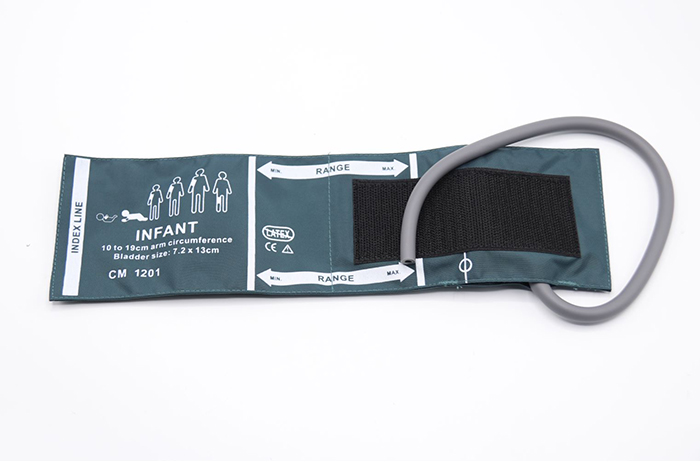 INDEX LINE
INFANT
10 to 19cm arm circumference
Bladder size: 7.2 x 13cm
CM 1201
MIN. RANGE MAX.
LATEX
CE
MIN. RANGE MAX